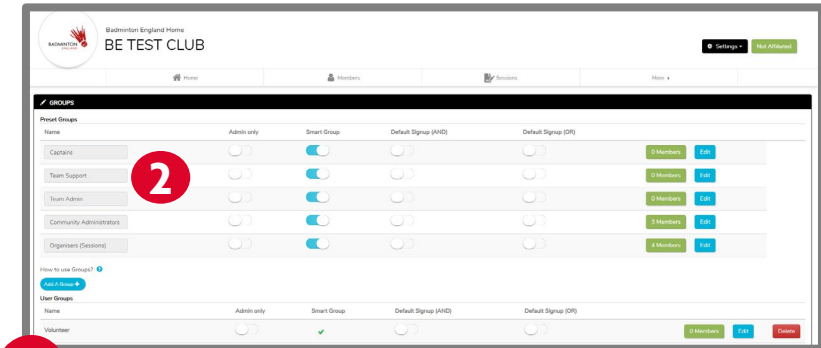 Badminton England Home
BADMINTON ENGLAND
BE TEST CLUB
Settings
Not Affiliated
Home Members Sessions More
GROUPS
Preset Groups
Name Admin only Smart Group Default Signup (AND) Default Signup (OR)
Captains 0 Members Edit
Team Support 0 Members Edit
2
Team Admin 0 Members Edit
Community Administrators 3 Members Edit
Organisers (Sessions) 4 Members Edit
How to use Groups? ?
Add A Group +
User Groups
Name Admin only Smart Group Default Signup (AND) Default Signup (OR)
Volunteer 0 Members Edit Delete